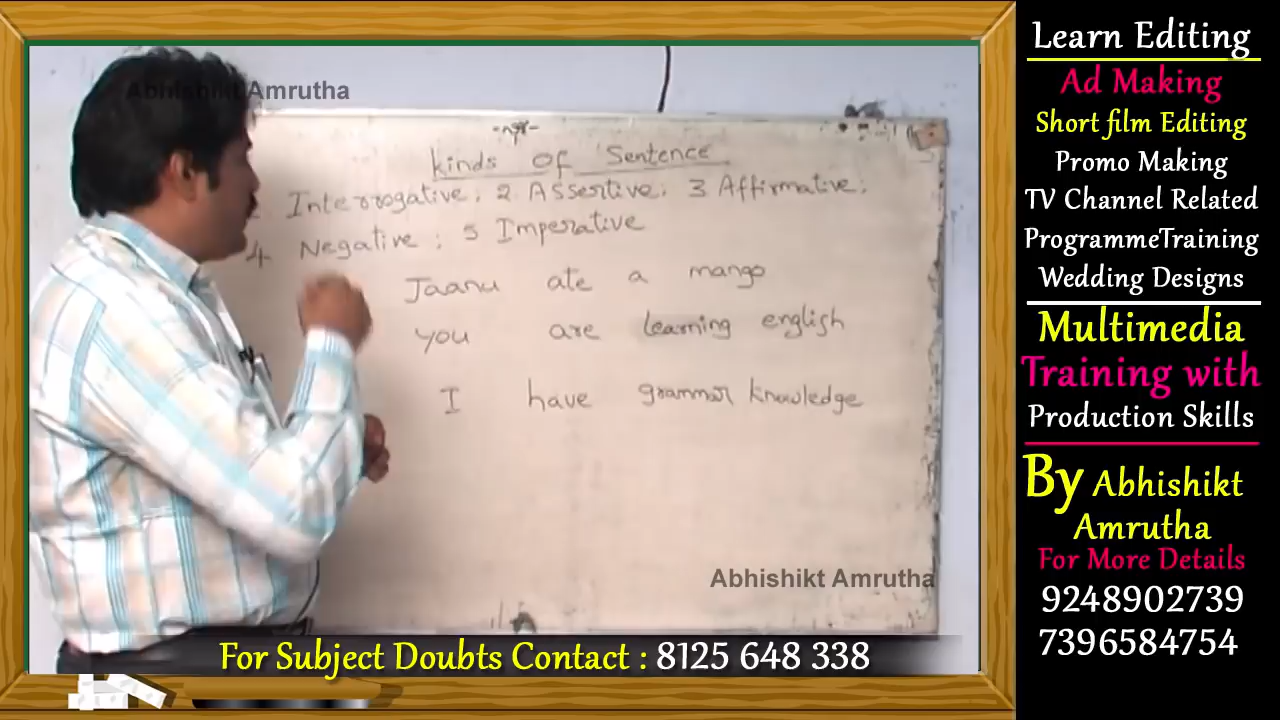 Abhishikt Amrutha
Kinds Of Sentence
Interrogative; 2 Assertive; 3 Affirmative;
4 Negative; 5 Imperative
Jaanu ate a mango
you are learning english
I have grammar knowledge
Abhishikt Amrutha
For Subject Doubts Contact : 8125 648 338
Learn Editing
Ad Making
Short film Editing
Promo Making
TV Channel Related
ProgrammeTraining
Wedding Designs
Multimedia
Training with
Production Skills
By Abhishikt
Amrutha
For More Details
9248902739
7396584754